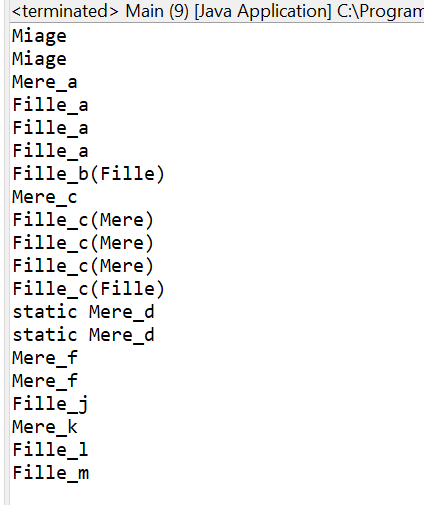 <terminated> Main (9) [Java Application] C:\Program
Miage
Miage
Mere_a
Fille_a
Fille_a
Fille_a
Fille_b(Fille)
Mere_c
Fille_c(Mere)
Fille_c(Mere)
Fille_c(Mere)
Fille_c(Fille)
static Mere_d
static Mere_d
Mere_f
Mere_f
Fille_j
Mere_k
Fille_l
Fille_m